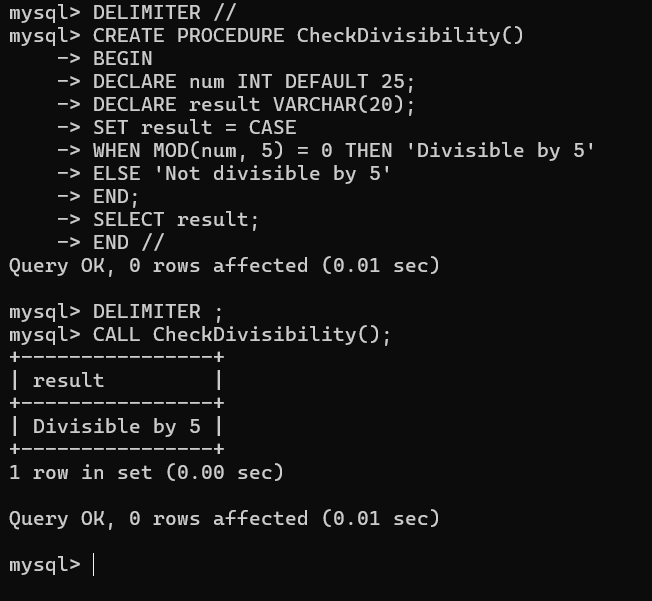 mysql> DELIMITER //
mysql> CREATE PROCEDURE CheckDivisibility()
    -> BEGIN
    -> DECLARE num INT DEFAULT 25;
    -> DECLARE result VARCHAR(20);
    -> SET result = CASE
    -> WHEN MOD(num, 5) = 0 THEN 'Divisible by 5'
    -> ELSE 'Not divisible by 5'
    -> END;
    -> SELECT result;
    -> END //
Query OK, 0 rows affected (0.01 sec)

mysql> DELIMITER ;
mysql> CALL CheckDivisibility();
+----------------+
| result         |
+----------------+
| Divisible by 5 |
+----------------+
1 row in set (0.00 sec)

Query OK, 0 rows affected (0.01 sec)

mysql>